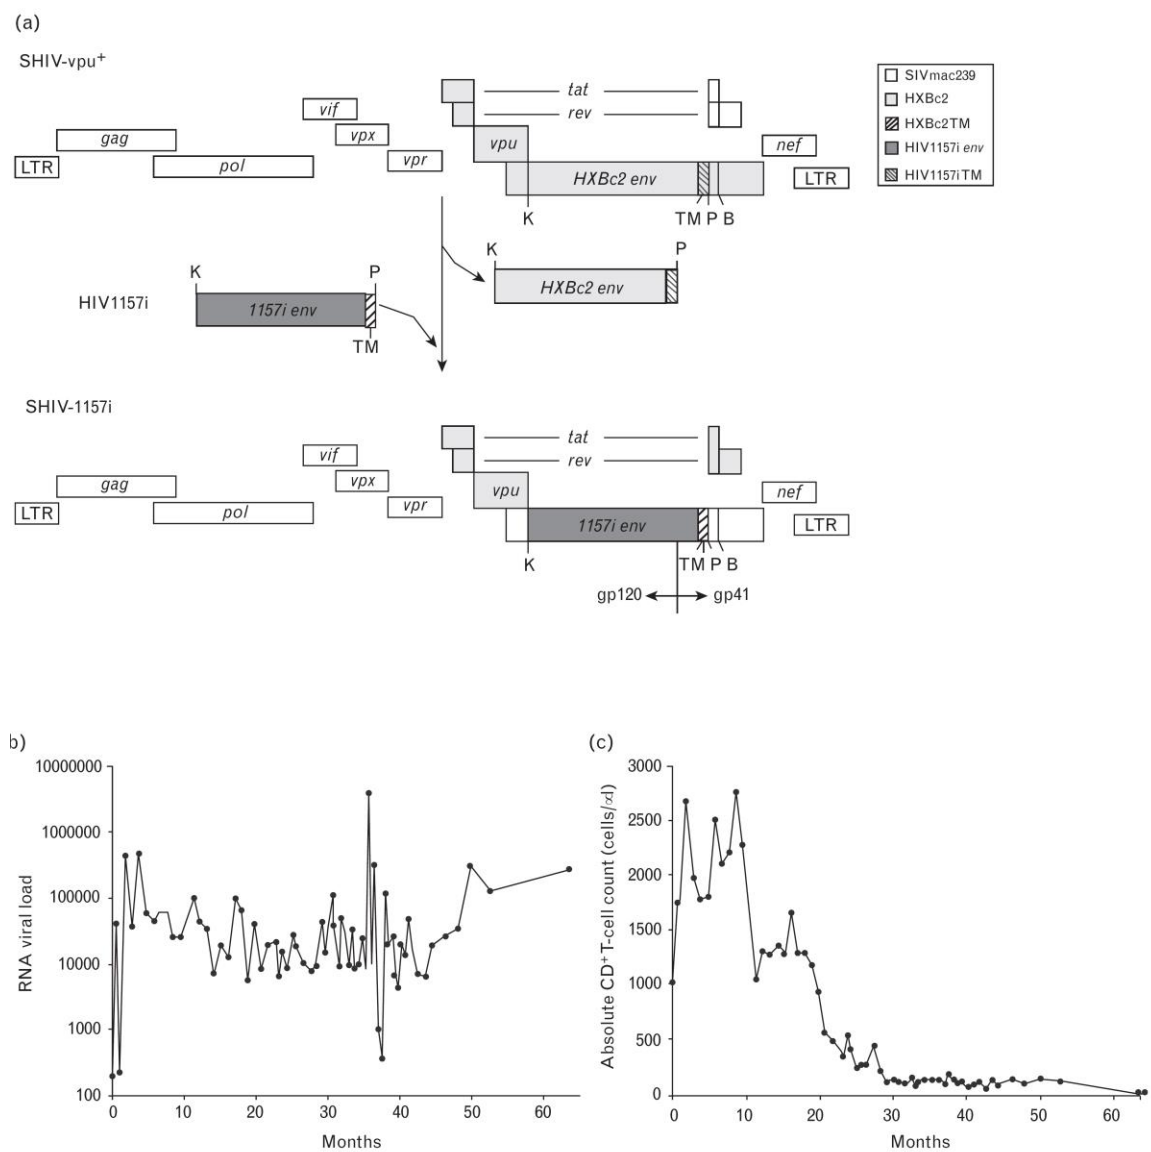 (a)
SHIV-vpu+
tat
rev
vif
vpx
vpr
gag
pol
LTR
vpu
HXBc2 env
nef
LTR
K
TM P B
SIVmac239
HXBc2
HXBc2TM
HIV1157i env
HIV1157iTM
K
P
HXBc2 env
HIV1157i
K
P
1157i env
TM
SHIV-1157i
tat
rev
vif
vpx
vpr
gag
pol
LTR
vpu
1157i env
nef
LTR
K
TM P B
gp120
gp41
b)
10000000
1000000
100000
10000
1000
100
RNA viral load
0 10 20 30 40 50 60
Months
(c)
3000
2500
2000
1500
1000
500
0
Absolute CD+ T-cell count (cells/∝l)
0 10 20 30 40 50 60
Months